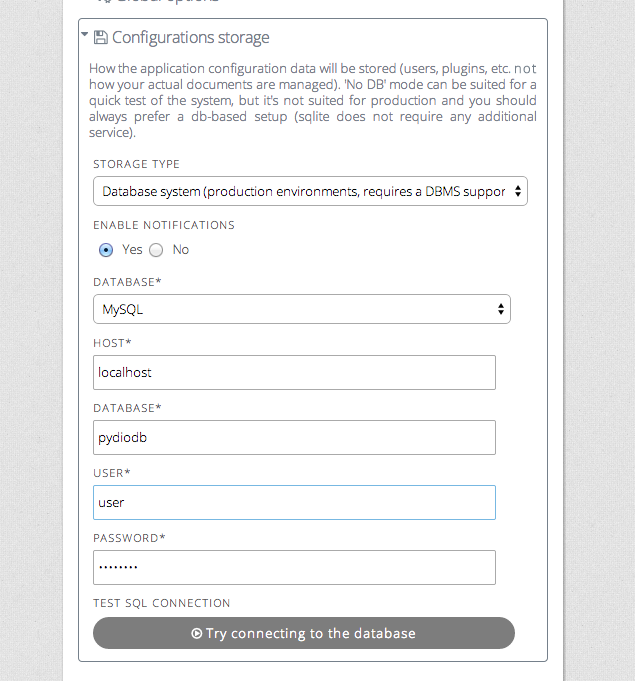 Global options
Configurations storage
How the application configuration data will be stored (users, plugins, etc. not
how your actual documents are managed). 'No DB' mode can be suited for a
quick test of the system, but it's not suited for production and you should
always prefer a db-based setup (sqlite does not require any additional
service).
STORAGE TYPE
Database system (production environments, requires a DBMS suppor
ENABLE NOTIFICATIONS
Yes No
DATABASE*
MySQL
HOST*
localhost
DATABASE*
pydiodb
USER*
user
PASSWORD*
••••••••
TEST SQL CONNECTION
Try connecting to the database